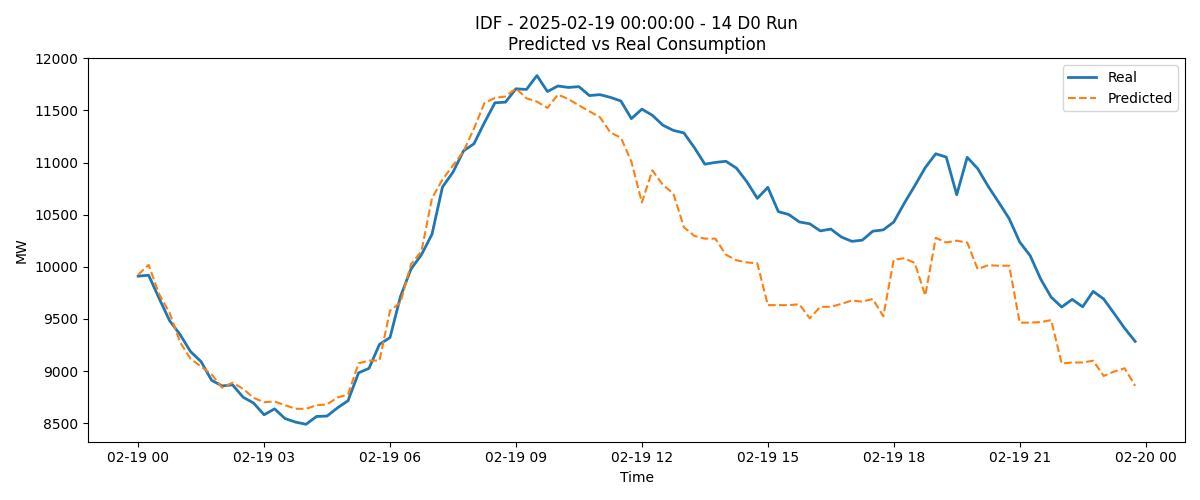 IDF - 2025-02-19 00:00:00 - 14 D0 Run
Predicted vs Real Consumption
12000
11500
11000
10500
10000
9500
9000
8500
MW
Real
Predicted
02-19 00
02-19 03
02-19 06
02-19 09
02-19 12
02-19 15
02-19 18
02-19 21
02-20 00
Time